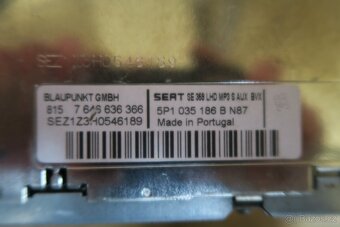 SEZ1Z3H0546189
BLAUPUNKT GMBH
815 7 646 636 366
SEZ1Z3H0546189
SEAT SE 366 LHD MP3 S AUX BVX
5P1 035 186 B N87
Made in Portugal